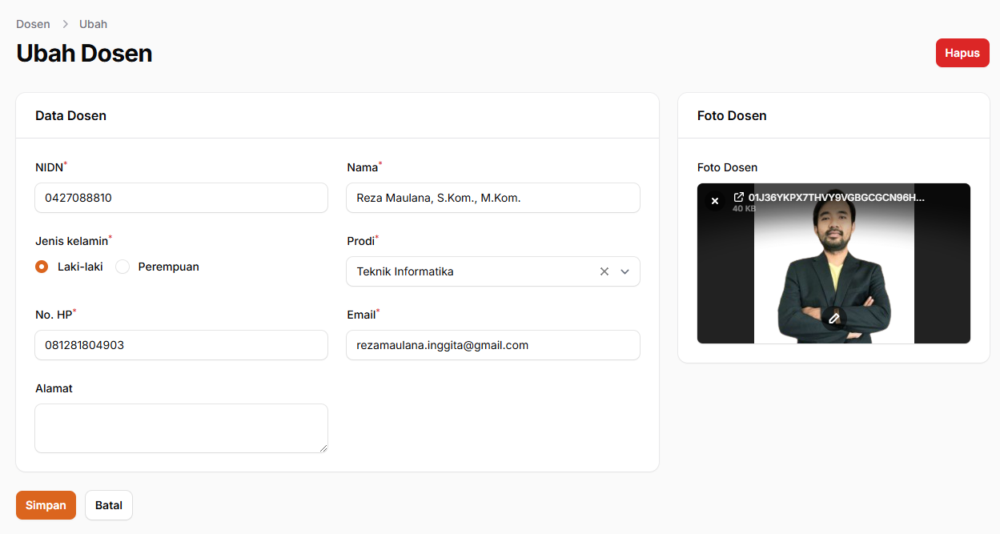 Dosen > Ubah
Ubah Dosen
Hapus
Data Dosen
NIDN*
0427088810
Nama*
Reza Maulana, S.Kom., M.Kom.
Jenis kelamin*
Laki-laki
Perempuan
Prodi*
Teknik Informatika
No. HP*
081281804903
Email*
rezamaulana.inggita@gmail.com
Alamat
Simpan
Batal
Foto Dosen
Foto Dosen
01J36YKPX7THVY9VGBGCGCN96H...
40 KB